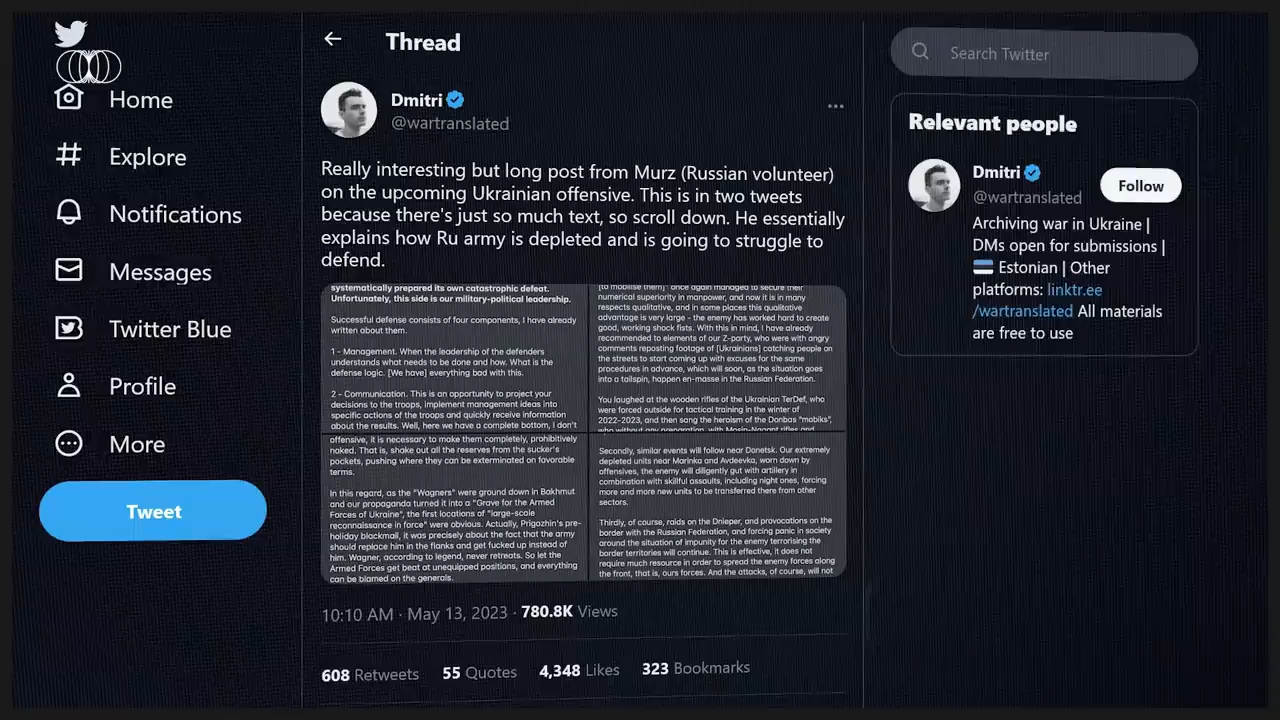 Home
Explore
Notifications
Messages
Twitter Blue
Profile
More
Tweet
Thread
Dmitri
@wartranslated
Really interesting but long post from Murz (Russian volunteer)
on the upcoming Ukrainian offensive. This is in two tweets
because there's just so much text, so scroll down. He essentially
explains how Ru army is depleted and is going to struggle to
defend.
systematically prepared its own catastrophic defeat.
Unfortunately, this side is our military-political leadership.
Successful defense consists of four components, I have already
written about them.
1 - Management. When the leadership of the defenders
understands what needs to be done and how. What is the
defense logic. [We have] everything bad with this.
2 - Communication. This is an opportunity to project your
decisions to the troops, implement management ideas into
specific actions of the troops and quickly receive information
about the results. Well, here we have a complete bottom, I don't
[to mobilise them]" once again managed to secure their
numerical superiority in manpower, and now it is in many
respects qualitative, and in some places this qualitative
advantage is very large - the enemy has worked hard to create
good, working shock fists. With this in mind, I have already
recommended to elements of our Z-party, who were with angry
comments reposting footage of [Ukrainians] catching people on
the streets to start coming up with excuses for the same
procedures in advance, which will soon, as the situation goes
into a tailspin, happen en-masse in the Russian Federation.
You laughed at the wooden rifles of the Ukrainian TerDef, who
were forced outside for tactical training in the winter of
2022-2023, and then sang the heroism of the Donbas "mobiks",
who without any preparation, with Mosin-Nagant rifles and
offensive, it is necessary to make them completely, prohibitively
naked. That is, shake out all the reserves from the sucker's
pockets, pushing where they can be exterminated on favorable
terms.
In this regard, as the "Wagners" were ground down in Bakhmut
and our propaganda turned it into a "Grave for the Armed
Forces of Ukraine", the first locations of "large-scale
reconnaissance in force" were obvious. Actually, Prigozhin's pre-
holiday blackmail, it was precisely about the fact that the army
should replace him in the flanks and get fucked up instead of
him. Wagner, according to legend, never retreats. So let the
Armed Forces get beat at unequipped positions, and everything
can be blamed on the generals.
Secondly, similar events will follow near Donetsk. Our extremely
depleted units near Marinka and Avdeevka, worn down by
offensives, the enemy will diligently gut with artillery in
combination with skillful assaults, including night ones, forcing
more and more new units to be transferred there from other
sectors.
Thirdly, of course, raids on the Dnieper, and provocations on the
border with the Russian Federation, and forcing panic in society
around the situation of impunity for the enemy terrorising the
border territories will continue. This is effective, it does not
require much resource in order to spread the enemy forces along
the front, that is, ours forces. And the attacks, of course, will not
10:10 AM · May 13, 2023 · 780.8K Views
608 Retweets 55 Quotes 4,348 Likes 323 Bookmarks
Search Twitter
Relevant people
Dmitri
@wartranslated
Follow
Archiving war in Ukraine |
DMs open for submissions |
Estonian | Other
platforms: linktr.ee
/wartranslated All materials
are free to use